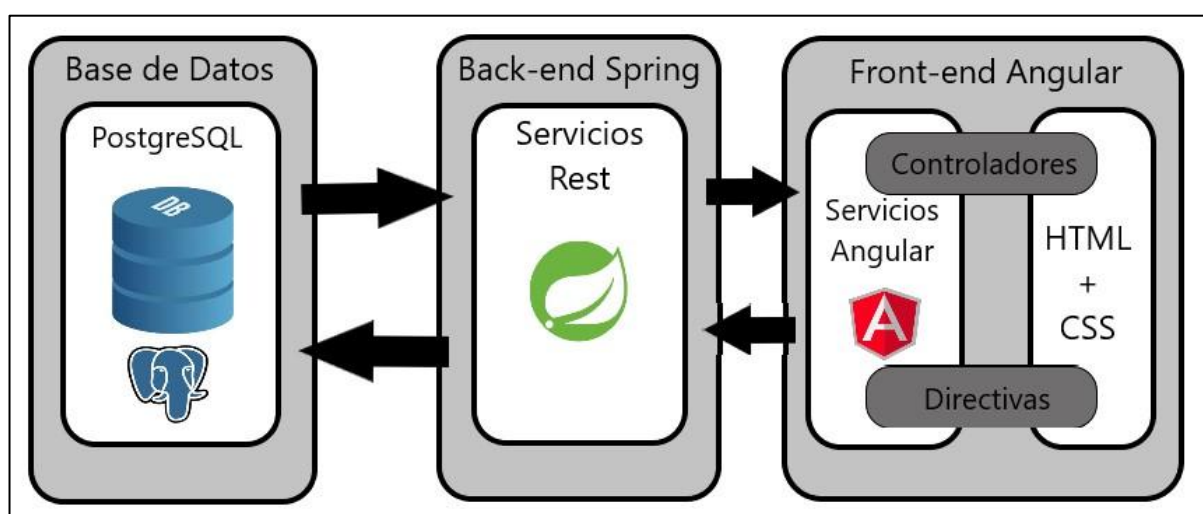 Base de Datos
PostgreSQL
DB
Back-end Spring
Servicios
Rest
Front-end Angular
Controladores
Servicios
Angular
A
HTML
+
CSS
Directivas